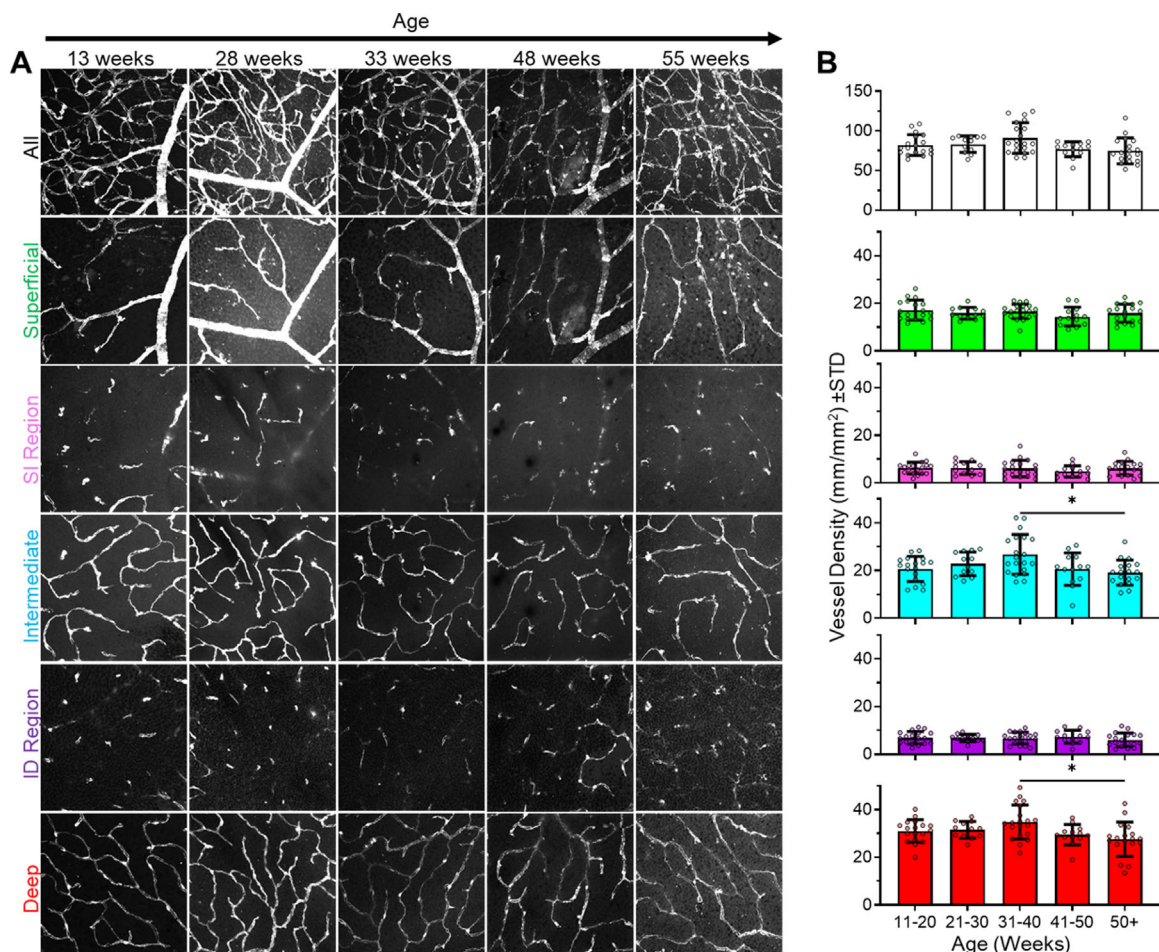 Age
A
13 weeks 28 weeks 33 weeks 48 weeks 55 weeks
All
Superficial
SI Region
Intermediate
ID Region
Deep
B
Vessel Density (mm/mm²) ±STD
150
100
50
0
40
20
0
40
20
0
*
40
20
0
40
20
0
*
40
20
0
11-20 21-30 31-40 41-50 50+
Age (Weeks)